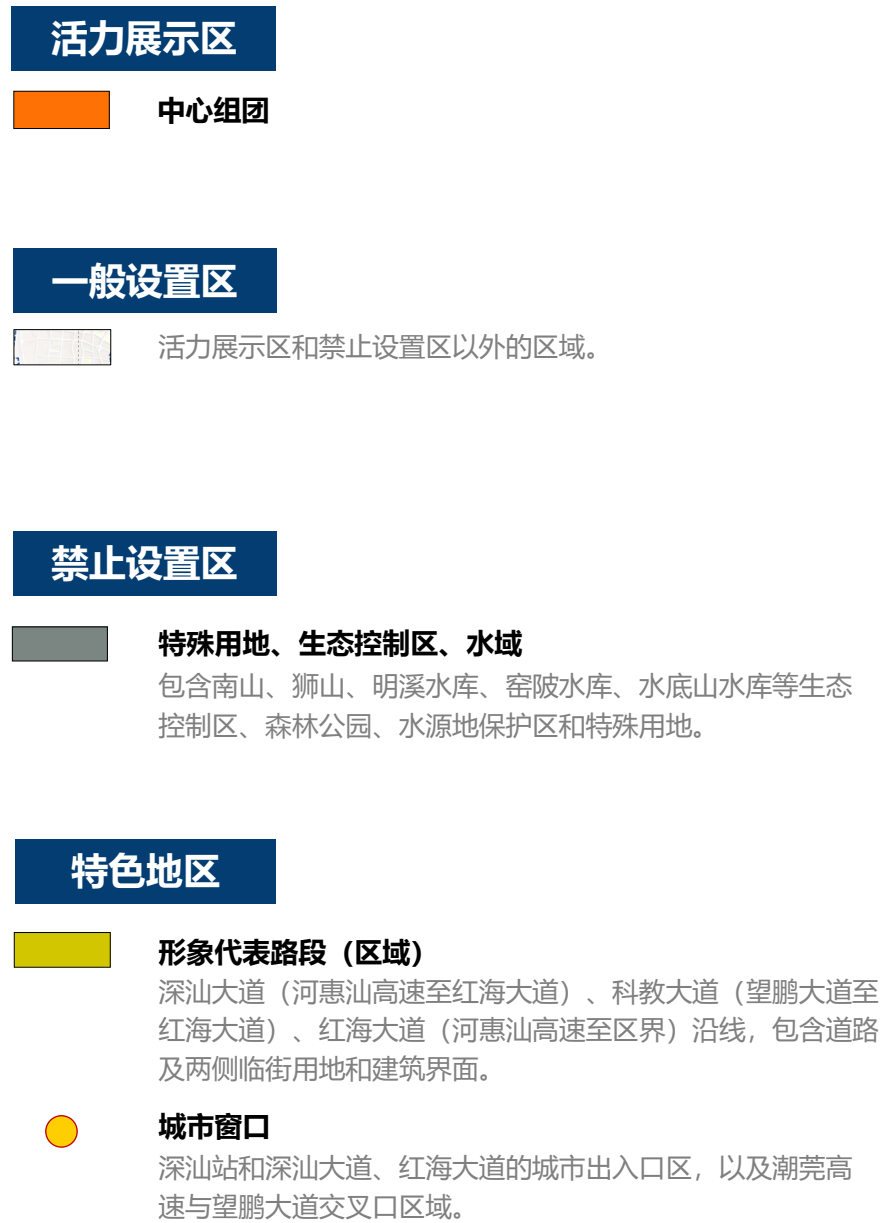 活力展示区
中心组团
一般设置区
活力展示区和禁止设置区以外的区域。
禁止设置区
特殊用地、生态控制区、水域
包含南山、狮山、明溪水库、窑陂水库、水底山水库等生态
控制区、森林公园、水源地保护区和特殊用地。
特色地区
形象代表路段（区域）
深汕大道（河惠汕高速至红海大道）、科教大道（望鹏大道至
红海大道）、红海大道（河惠汕高速至区界）沿线，包含道路
及两侧临街用地和建筑界面。
城市窗口
深汕站和深汕大道、红海大道的城市出入口区，以及潮莞高
速与望鹏大道交叉口区域。